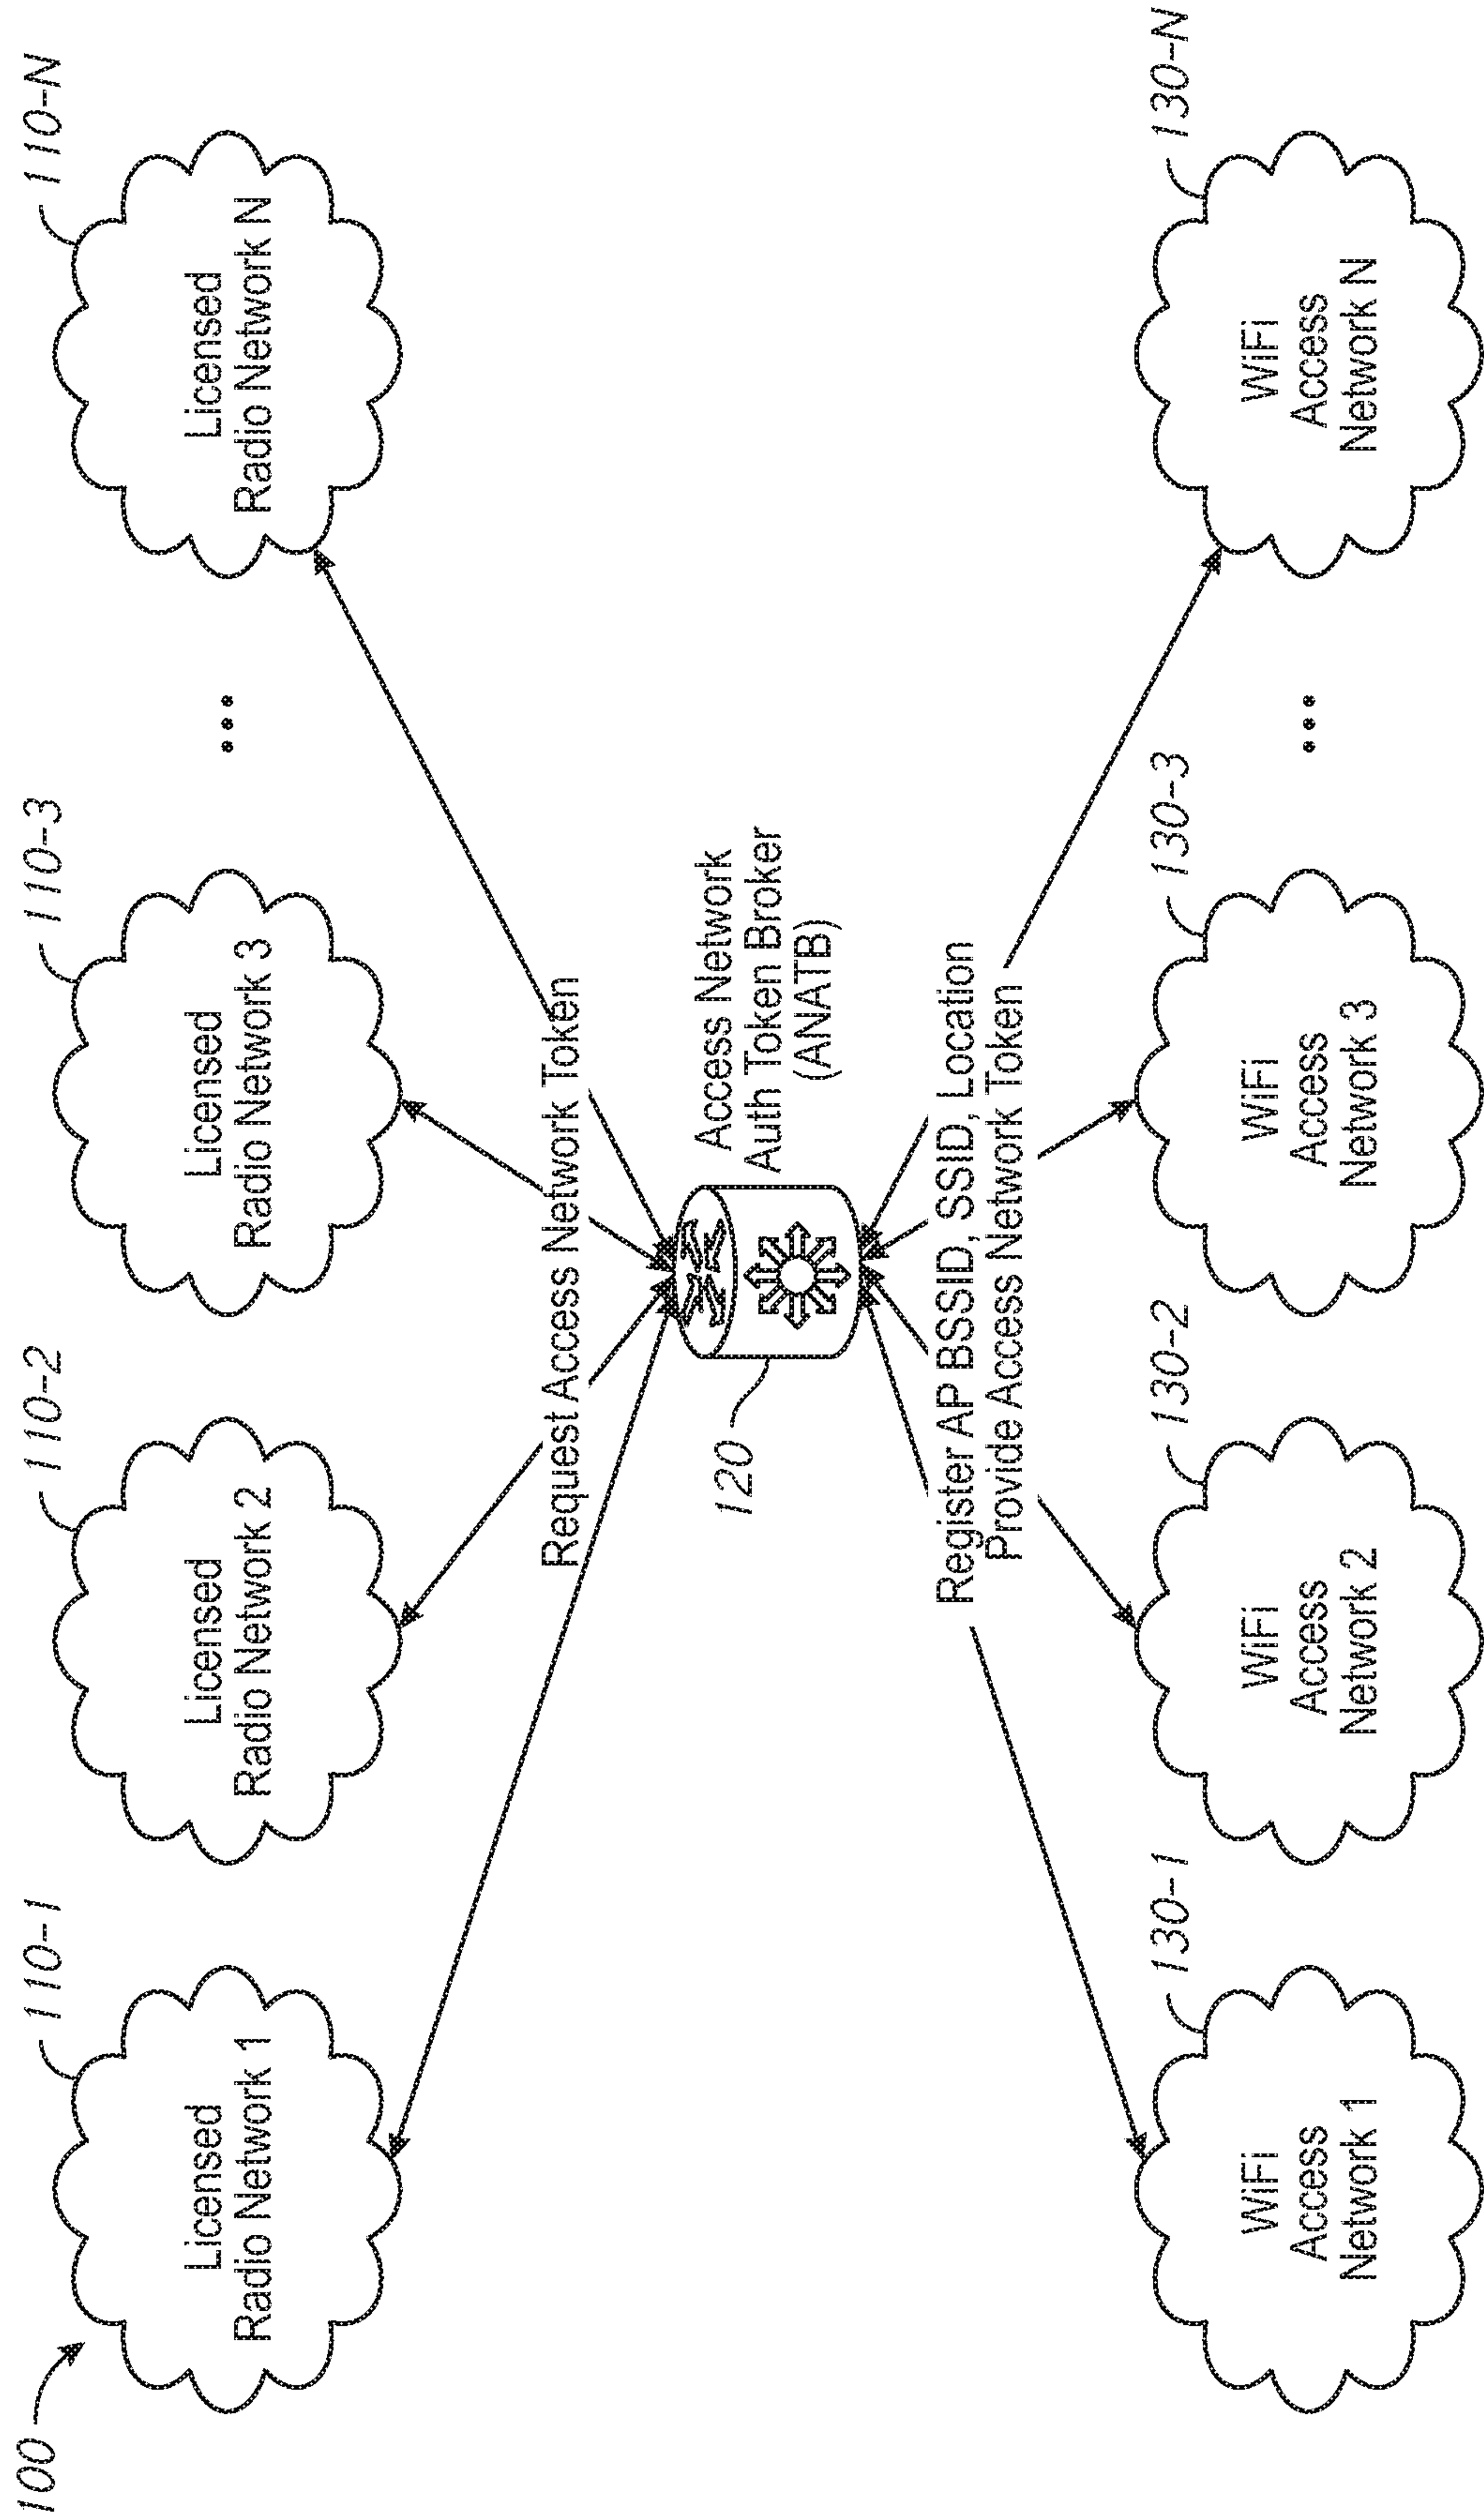 100
110-1
110-2
110-3
110-N
Licensed
Radio Network 1
Licensed
Radio Network 2
Licensed
Radio Network 3
...
Licensed
Radio Network N
Request Access Network Token
120
Access Network
Auth Token Broker
(ANATB)
Register AP BSSID, SSID, Location
Provide Access Network Token
130-1
130-2
130-3
130-N
WiFi
Access
Network 1
WiFi
Access
Network 2
WiFi
Access
Network 3
...
WiFi
Access
Network N